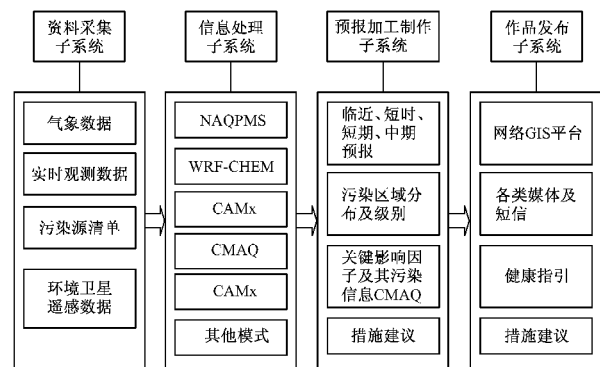 资料采集
子系统
信息处理
子系统
预报加工制作
子系统
作品发布
子系统
气象数据
实时观测数据
污染源清单
环境卫星
遥感数据
NAQPMS
WRF-CHEM
CAMx
CMAQ
CAMx
其他模式
临近、短时、
短期、中期
预报
污染区域分
布及级别
关键影响因
子及其污染
信息CMAQ
措施建议
网络GIS平台
各类媒体及
短信
健康指引
措施建议